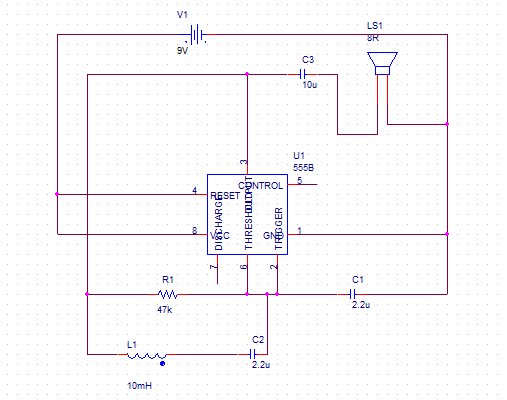 V1
LS1
8R
9V
C3
10u
U1
555B
3
CONTROL
5
4
RESET
OUTPUT
DISCHARGE
THRESHOLD
TRIGGER
8
VCC
GND
1
7
6
2
R1
47k
C1
2.2u
L1
C2
2.2u
10mH